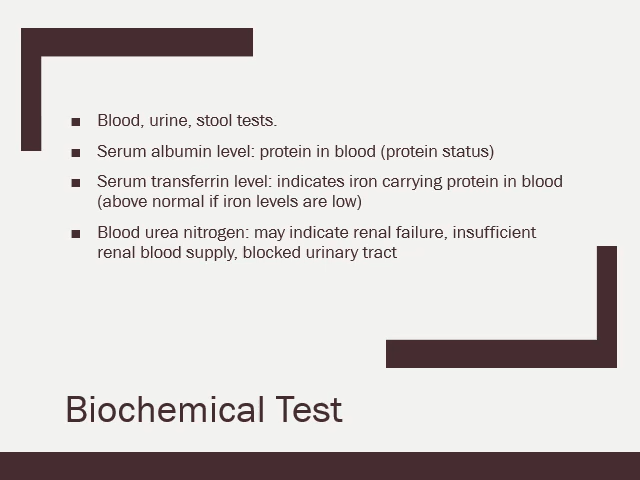 ■ Blood, urine, stool tests.
■ Serum albumin level: protein in blood (protein status)
■ Serum transferrin level: indicates iron carrying protein in blood
(above normal if iron levels are low)
■ Blood urea nitrogen: may indicate renal failure, insufficient
renal blood supply, blocked urinary tract
Biochemical Test